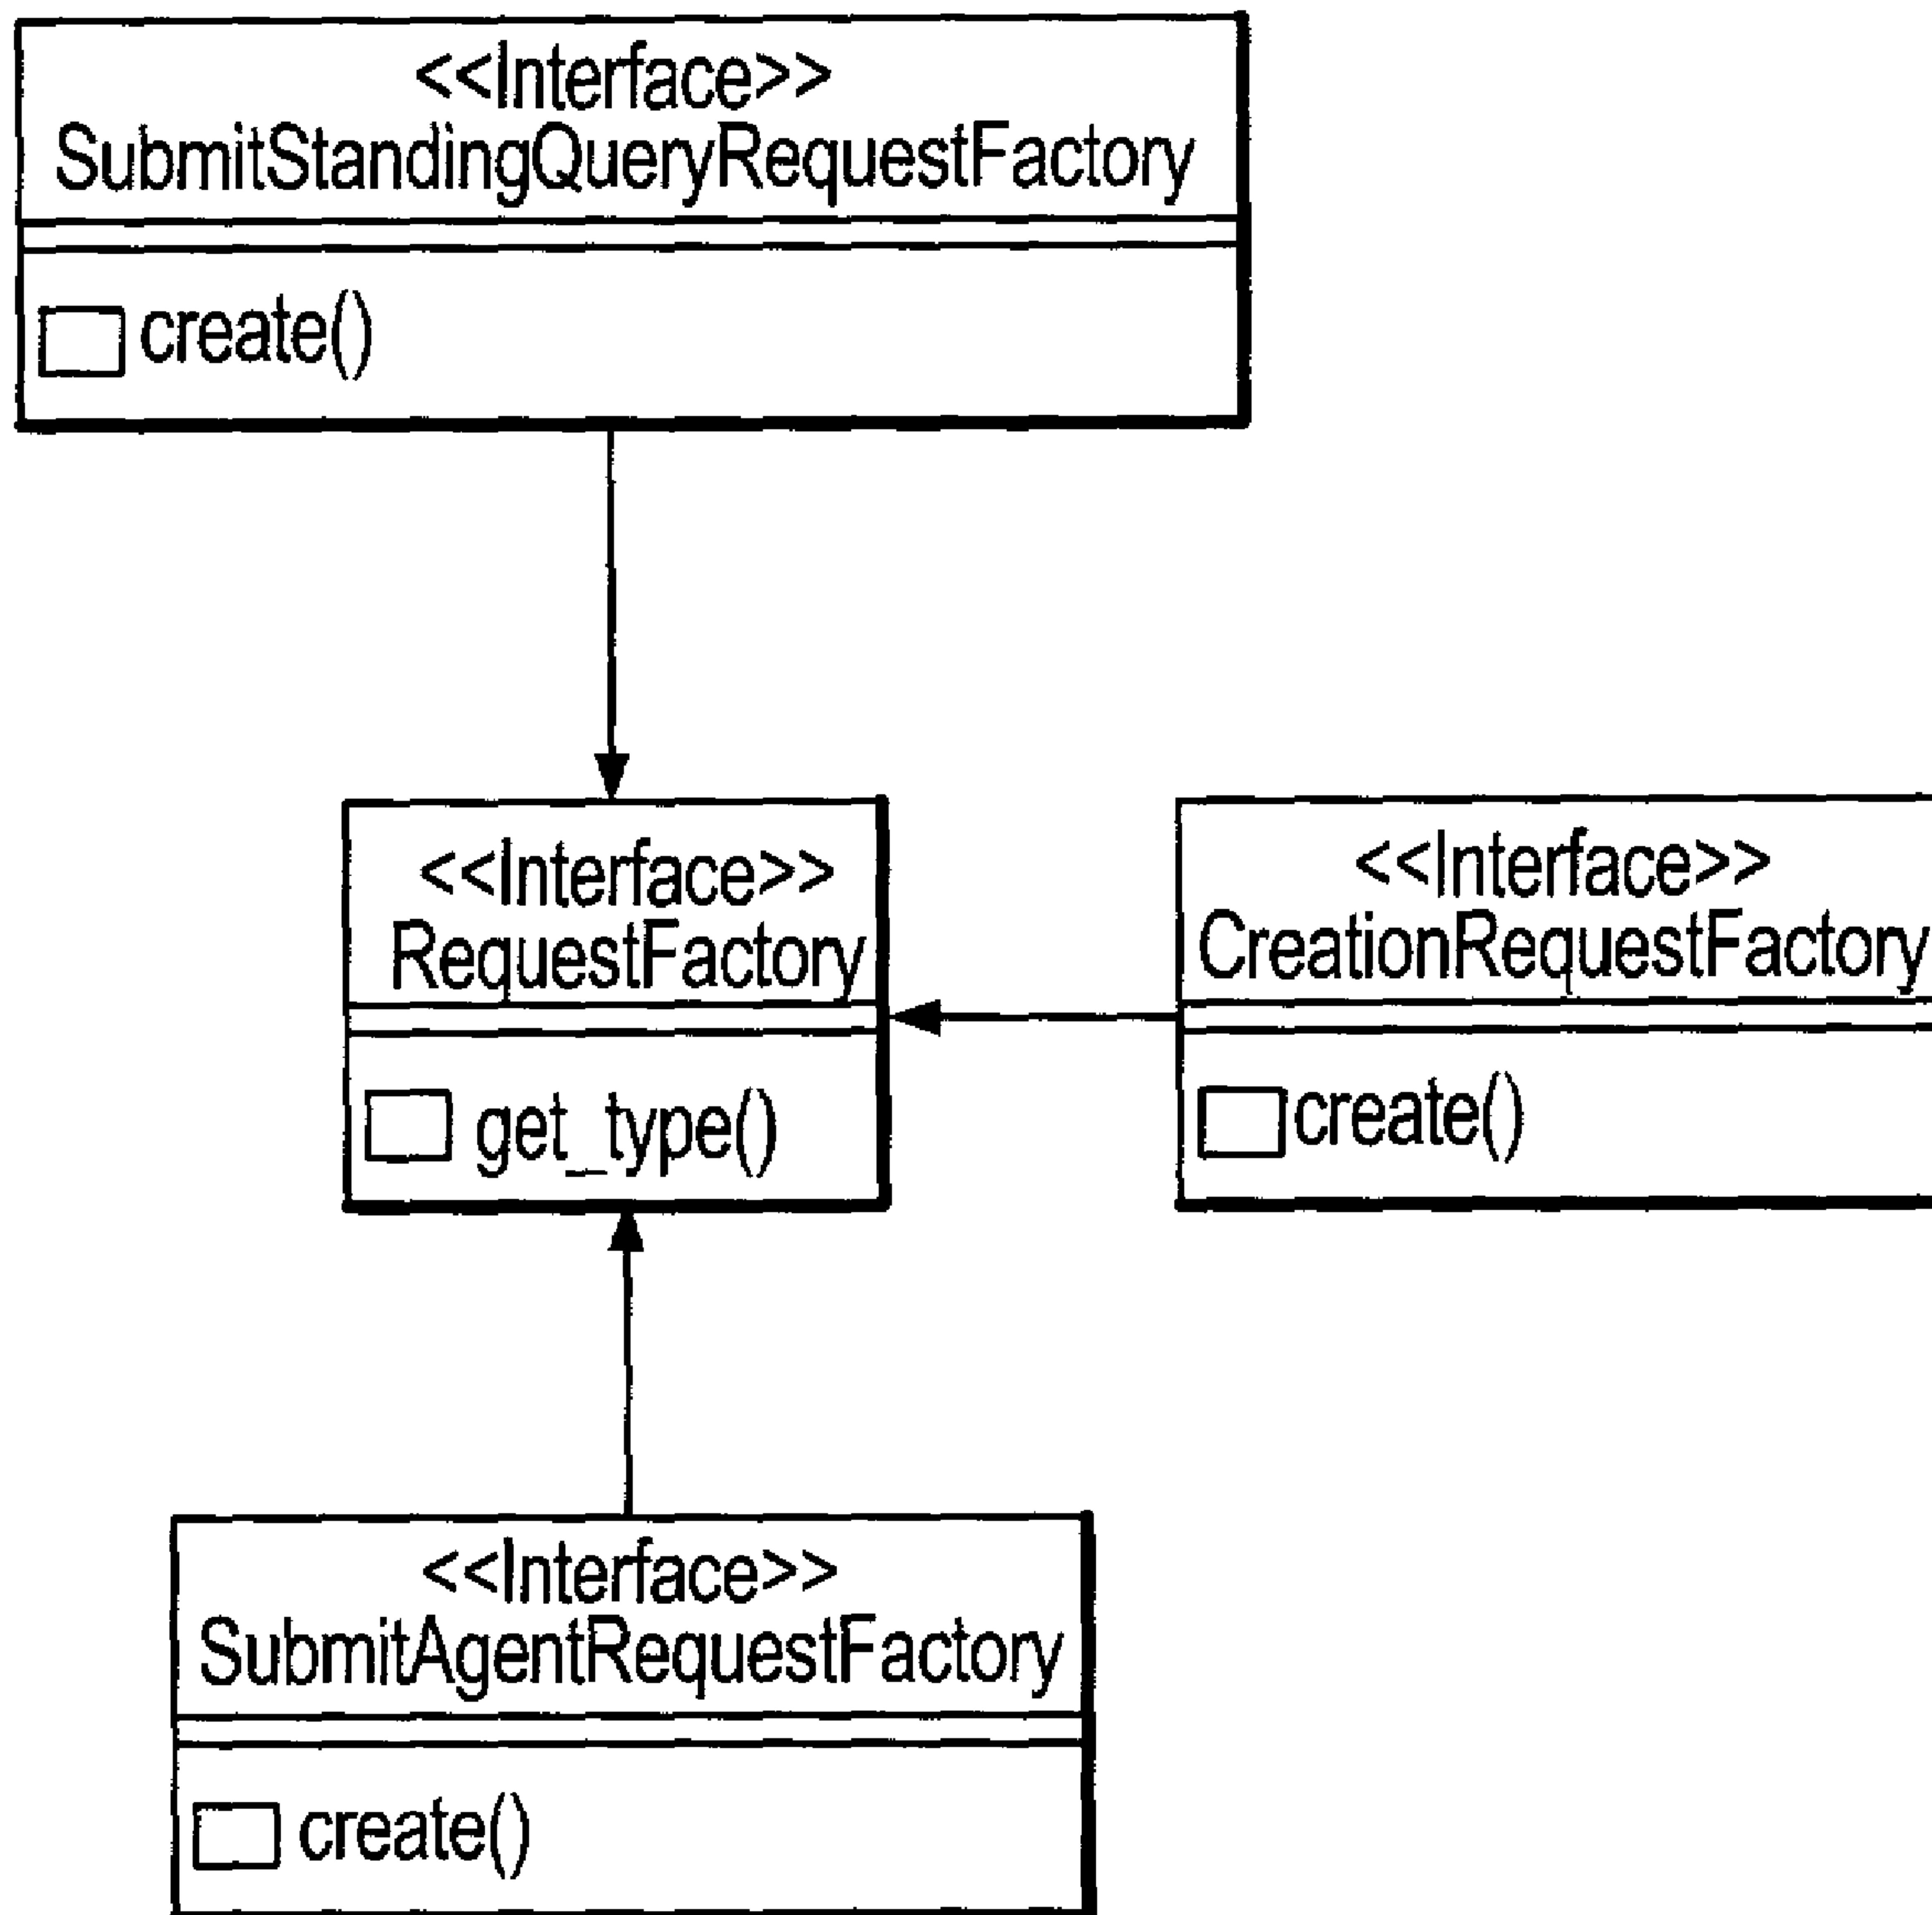 <<Interface>>
SubmitStandingQueryRequestFactory
create()
<<Interface>>
RequestFactory
get_type()
<<Interface>>
CreationRequestFactory
create()
<<Interface>>
SubmitAgentRequestFactory
create()